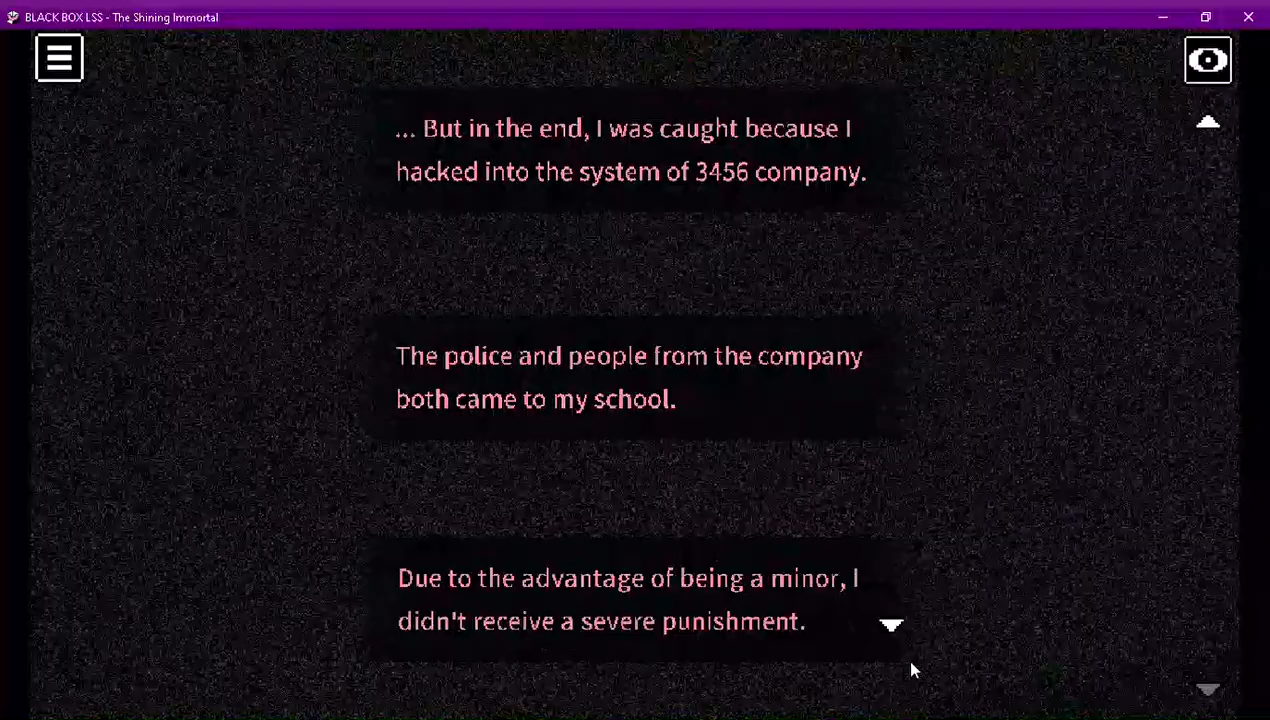 BLACK BOX LSS - The Shining Immortal
... But in the end, I was caught because I
hacked into the system of 3456 company.
The police and people from the company
both came to my school.
Due to the advantage of being a minor, I
didn't receive a severe punishment.